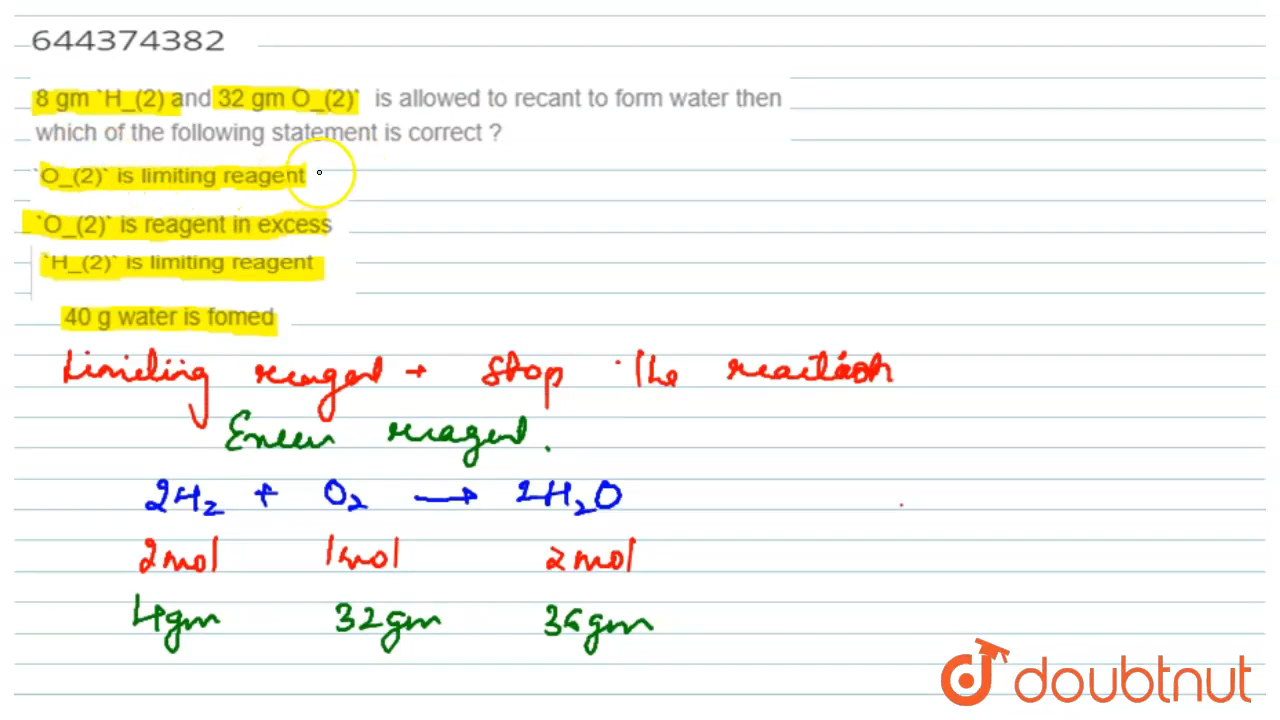 644374382
8 gm `H_(2) and 32 gm O_(2)` is allowed to recant to form water then
which of the following statement is correct ?
`O_(2)` is limiting reagent
`O_(2)` is reagent in excess
`H_(2)` is limiting reagent
40 g water is fomed
Limiting reagent → stop the reaction
Excess reagent.
2H₂ + O₂ → 2H₂O
2mol 1mol 2mol
4gm 32gm 36gm
doubtnut